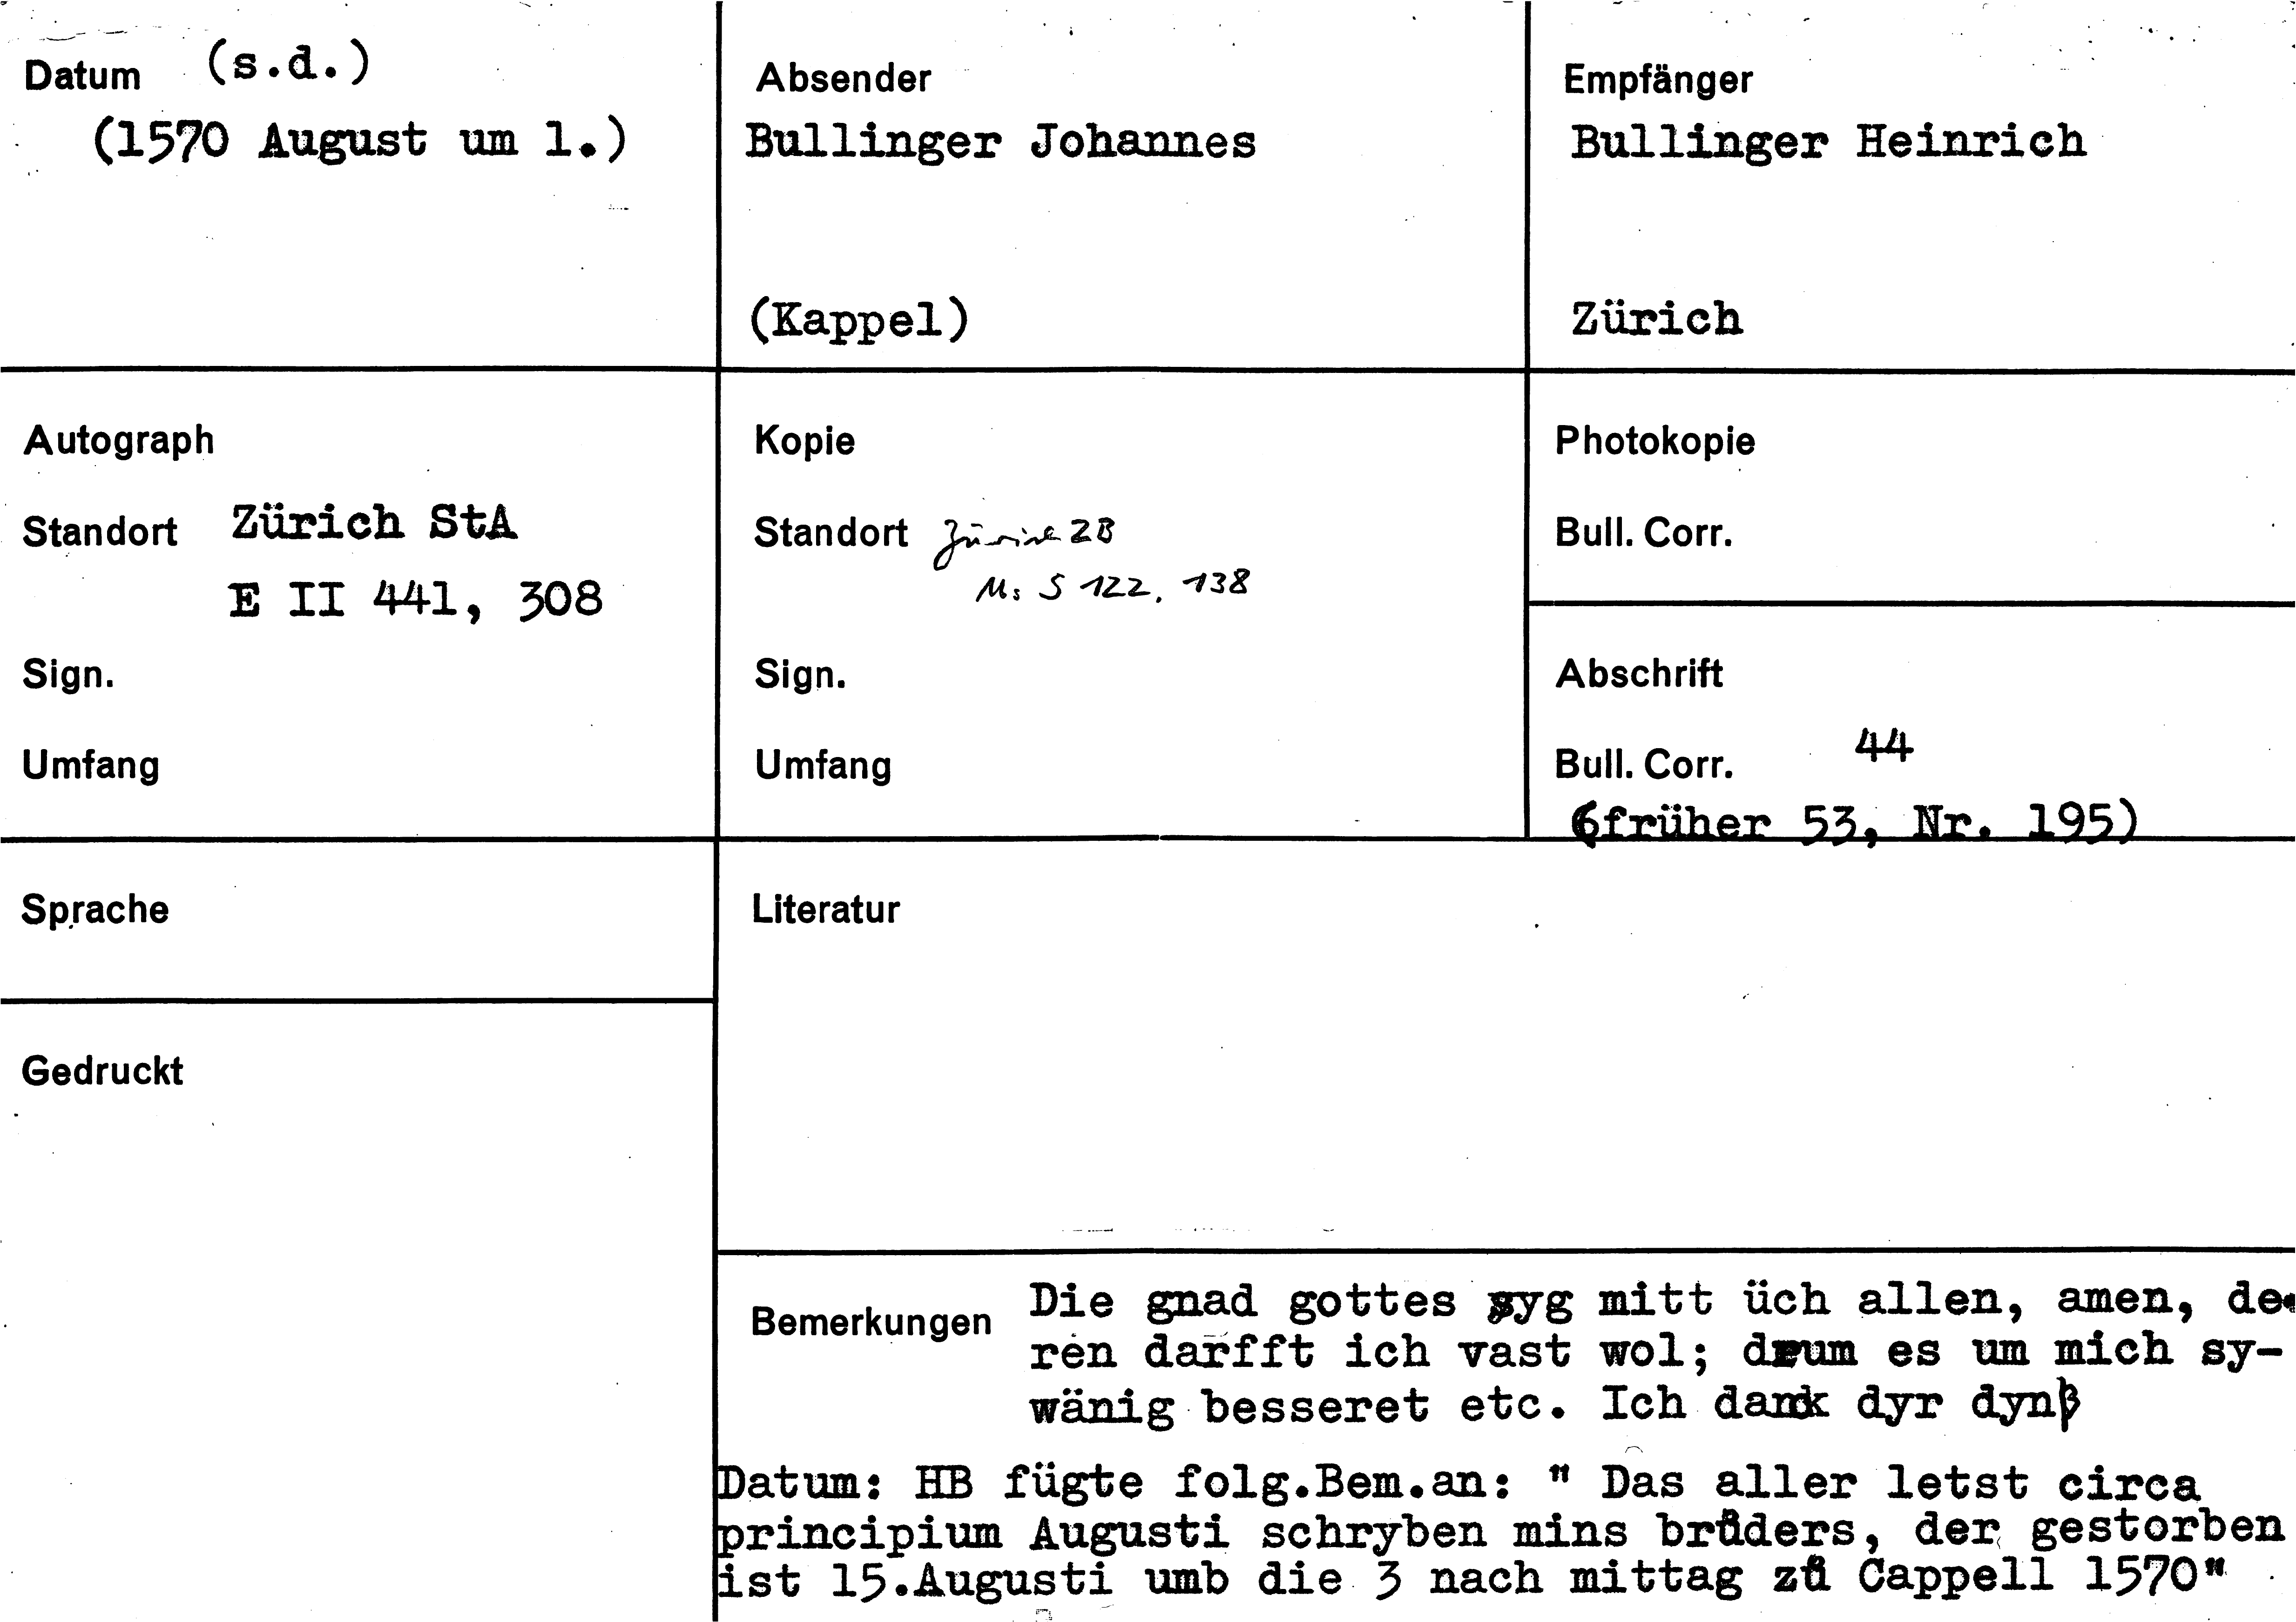 Datum (s.d.)
(1570 August um 1.)
Absender
Bullinger Johannes
(Kappel)
Empfänger
Bullinger Heinrich
Zürich
Autograph
Standort Zürich StA
E II 441, 308
Sign.
Umfang
Kopie
Standort Zürich ZB
Ms S 122, 138
Sign.
Umfang
Photokopie
Bull. Corr.
Abschrift
Bull. Corr. 44
(früher 53, Nr. 195)
Sprache
Gedruckt
Literatur
Bemerkungen Die gnad gottes syg mitt üch allen, amen, de-
ren darfft ich vast wol; drum es um mich sy-
wänig besseret etc. Ich dank dyr dynß
Datum: HB fügte folg.Bem.an: " Das aller letst circa
principium Augusti schryben mins brůders, der gestorben
ist 15.Augusti umb die 3 nach mittag zů Cappell 1570"